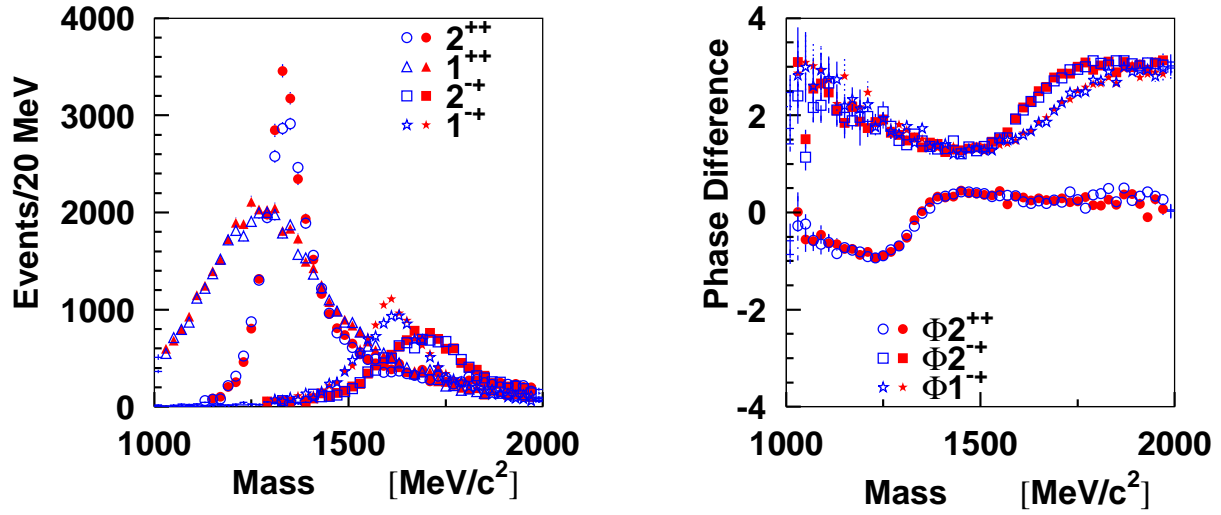 Events/20 MeV
4000
3000
2000
1000
0
2++
1++
2-+
1-+
1000 1500 2000
Mass [MeV/c2]
Phase Difference
4
2
0
-2
-4
Φ2++
Φ2-+
Φ1-+
1000 1500 2000
Mass [MeV/c2]